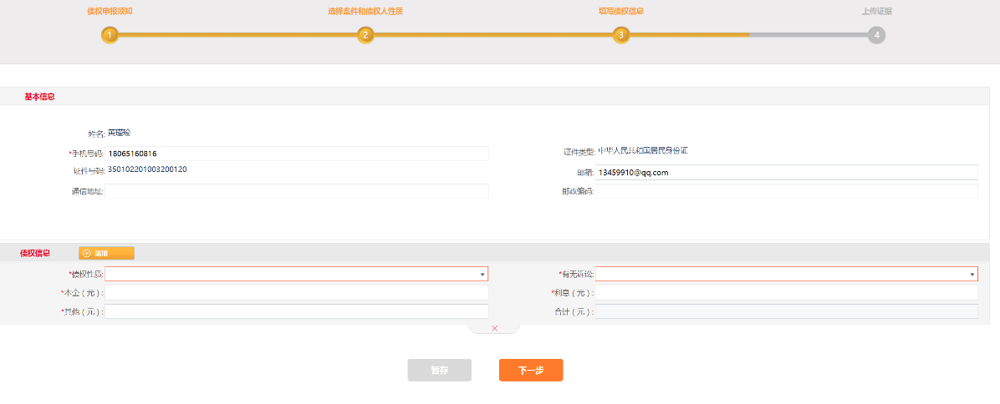 债权申报须知 选择案件和债权人性质 填写债权信息 上传证据
1 2 3 4
基本信息
姓名: 黄瑾瑜
*手机号码: 18065160816 证件类型: 中华人民共和国居民身份证
证件号码: 350102201003200120 邮箱: 13459910@qq.com
通信地址: 邮政编码:
债权信息 添加
*债权性质: *有无诉讼:
*本金（元）: *利息（元）:
*其他（元）: 合计（元）:
暂存 下一步